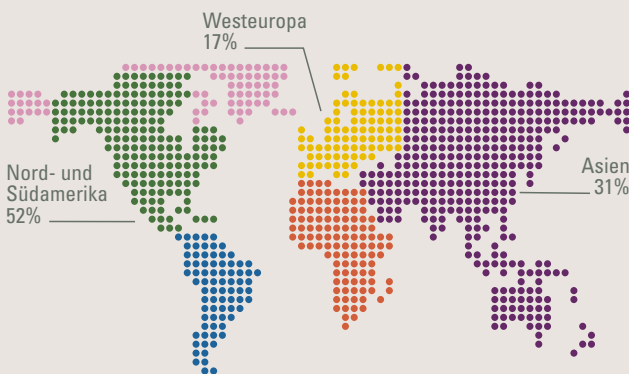 Westeuropa
17%
Nord- und
Südamerika
52%
Asien
31%